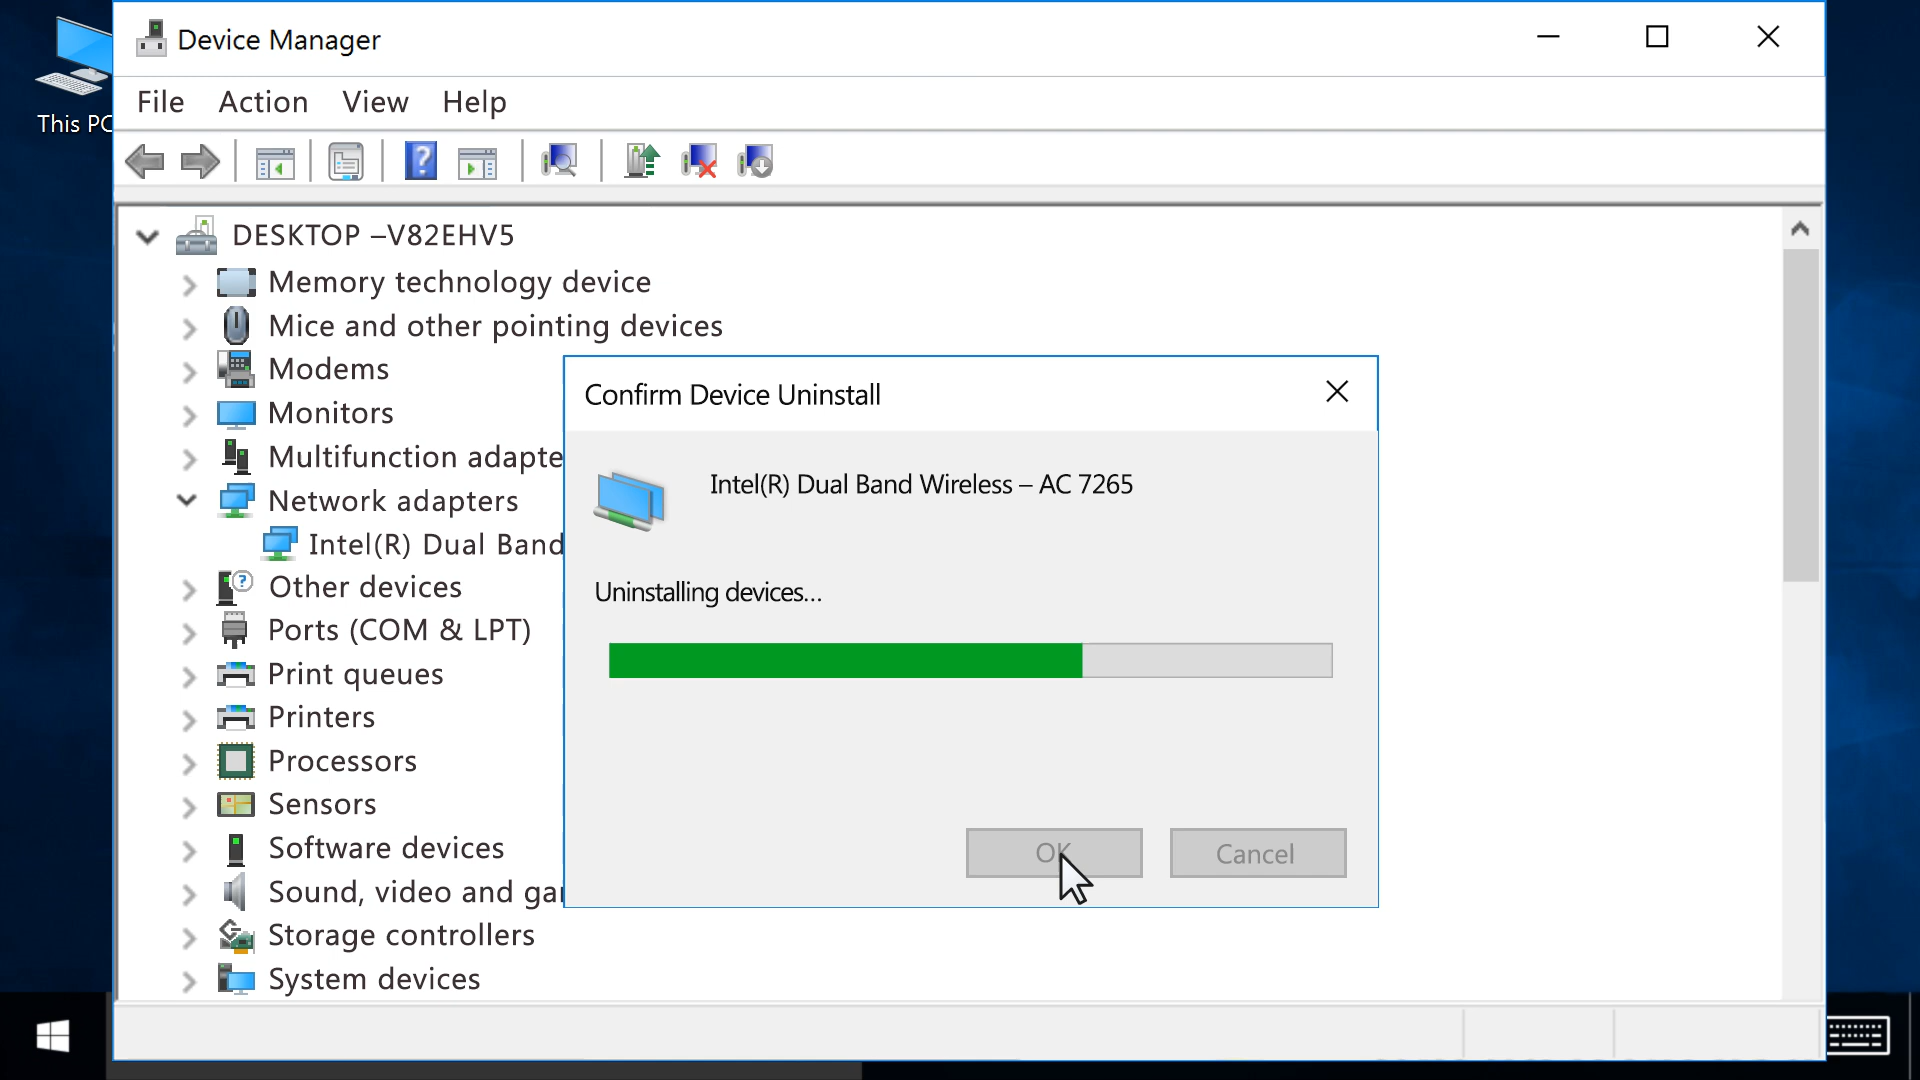 This PC
Device Manager
File Action View Help
DESKTOP –V82EHV5
Memory technology device
Mice and other pointing devices
Modems
Monitors
Multifunction adapte
Network adapters
Intel(R) Dual Band
Other devices
Ports (COM & LPT)
Print queues
Printers
Processors
Sensors
Software devices
Sound, video and gar
Storage controllers
System devices
Confirm Device Uninstall
Intel(R) Dual Band Wireless – AC 7265
Uninstalling devices...
OK
Cancel